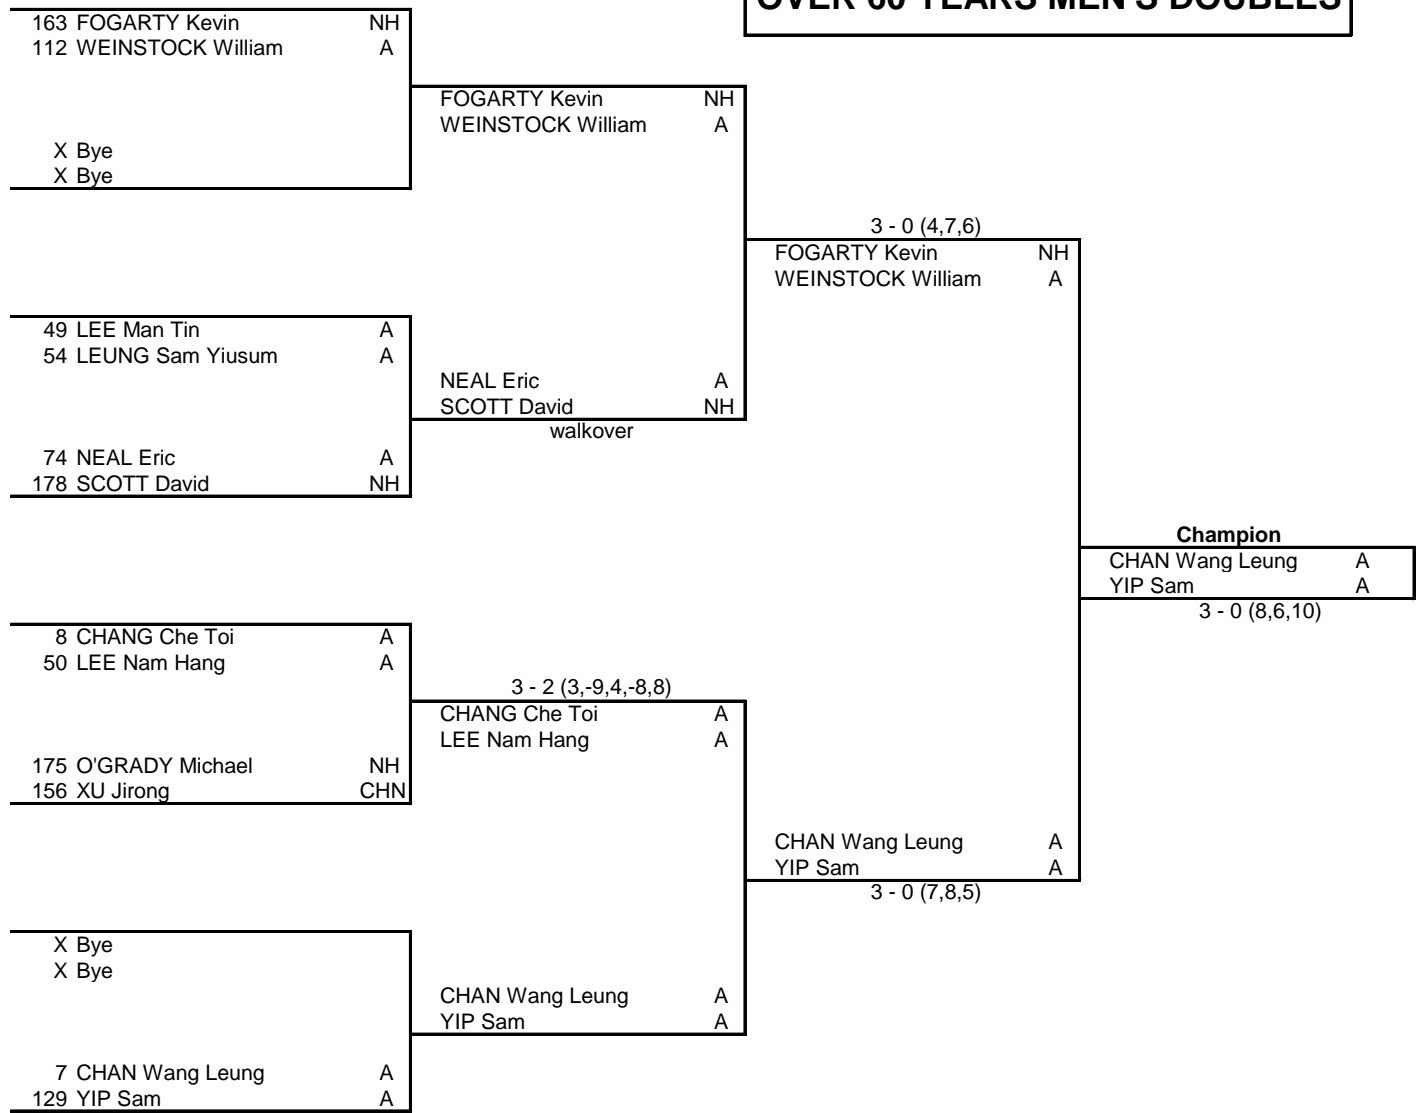 OVER 60 YEARS MEN'S DOUBLES
163 FOGARTY Kevin NH
112 WEINSTOCK William A
FOGARTY Kevin NH
WEINSTOCK William A
X Bye
X Bye
3 - 0 (4,7,6)
FOGARTY Kevin NH
WEINSTOCK William A
49 LEE Man Tin A
54 LEUNG Sam Yiusum A
NEAL Eric A
SCOTT David NH
walkover
74 NEAL Eric A
178 SCOTT David NH
Champion
CHAN Wang Leung A
YIP Sam A
3 - 0 (8,6,10)
8 CHANG Che Toi A
50 LEE Nam Hang A
3 - 2 (3,-9,4,-8,8)
CHANG Che Toi A
LEE Nam Hang A
175 O'GRADY Michael NH
156 XU Jirong CHN
CHAN Wang Leung A
YIP Sam A
3 - 0 (7,8,5)
X Bye
X Bye
CHAN Wang Leung A
YIP Sam A
7 CHAN Wang Leung A
129 YIP Sam A